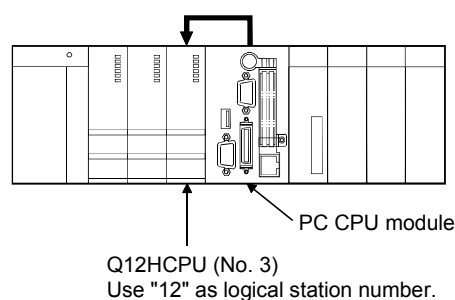 PC CPU module
Q12HCPU (No. 3)
Use "12" as logical station number.